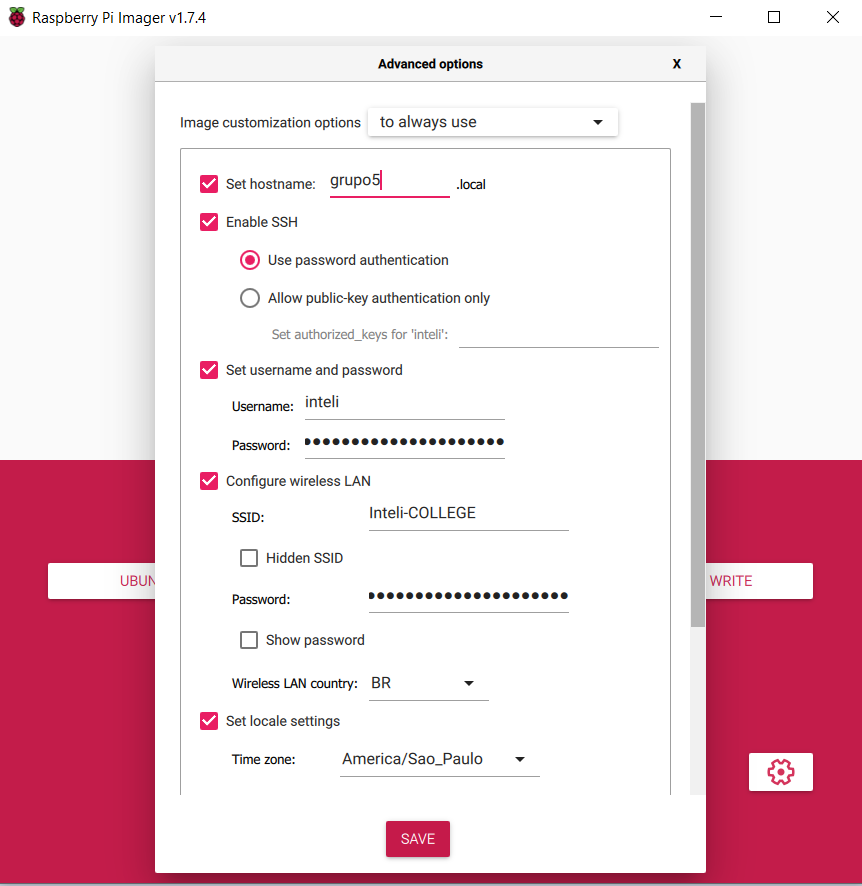 Raspberry Pi Imager v1.7.4
Advanced options X
Image customization options to always use
Set hostname: grupo5 .local
Enable SSH
Use password authentication
Allow public-key authentication only
Set authorized_keys for 'inteli':
Set username and password
Username: inteli
Password: ●●●●●●●●●●●●●●●●●●●●●●
Configure wireless LAN
SSID: Inteli-COLLEGE
Hidden SSID
UBUN WRITE
Password: ●●●●●●●●●●●●●●●●●●●●●●
Show password
Wireless LAN country: BR
Set locale settings
Time zone: America/Sao_Paulo
SAVE